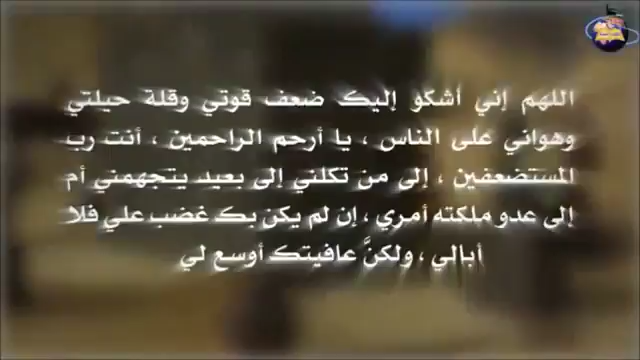 اللهم إني أشكو إليك ضعف قوتي وقلة حيلتي
وهواني على الناس ، يا أرحم الراحمين ، أنت رب
المستضعفين ، إلى من تكلني إلى بعيد يتجهمني أم
إلى عدو ملكته أمري ، إن لم يكن بك غضب علي فلا
أبالي ، ولكنَّ عافيتك أوسع لي